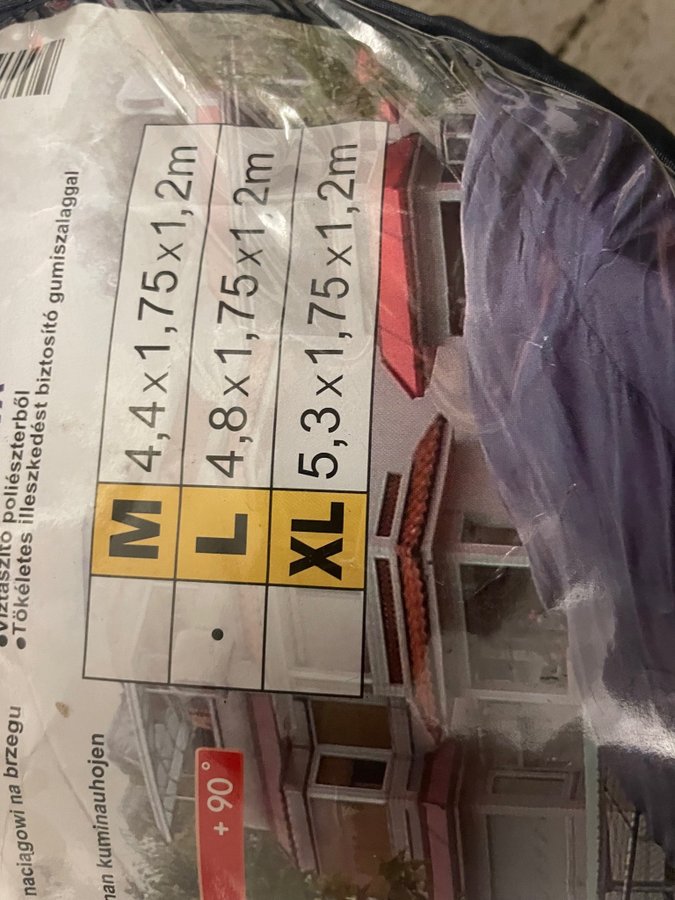 •Víztaszító poliészterből
•Tökéletes illeszkedést biztosító gumiszalaggal
naciągowi na brzegu
kuminauhojen
M 4,4x1,75x1,2m
• L 4,8x1,75x1,2m
XL 5,3x1,75x1,2m
+ 90°